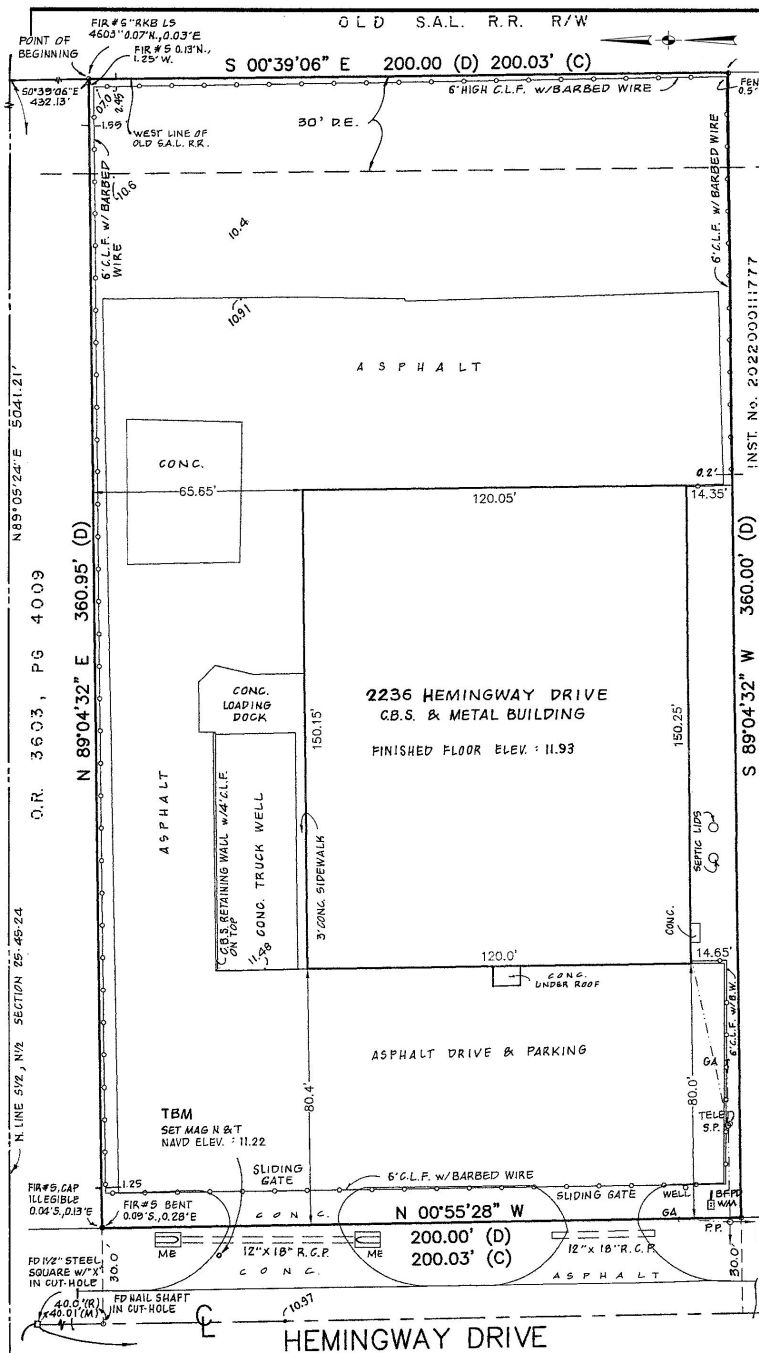 OLD S.A.L. R.R. R/W
FIR #5 "RKB LS
4603" 0.07'N., 0.03'E
POINT OF
BEGINNING
FIR #5 0.13'N.,
1.25' W.
S 00°39'06" E 200.00 (D) 200.03' (C)
S0°39'06"E
432.13'
6' HIGH C.L.F. w/BARBED WIRE
0.5'
2.45'
1.55'
WEST LINE OF
OLD S.A.L. RR.
30' D.E.
6' C.L.F. w/ BARBED
WIRE
10.6
10.4
10.91
6' C.L.F. w/ BARBED WIRE
INST. No. 2022000111777
ASPHALT
CONC.
0.2'
65.65'
120.05'
14.35'
N89°05'24"E 5041.21'
O.R. 3603, PG 4009
N 89°04'32" E 360.95' (D)
S 89°04'32" W 360.00' (D)
CONC.
LOADING
DOCK
150.15'
2236 HEMINGWAY DRIVE
C.B.S. & METAL BUILDING
FINISHED FLOOR ELEV. : 11.93
150.25'
ASPHALT
C.B.S. RETAINING WALL w/4' C.L.F.
ON TOP
CONC. TRUCK WELL
11.48
3' CONC. SIDEWALK
SEPTIC LIDS
CONC.
120.0'
14.65'
CONC.
UNDER ROOF
N. LINE S1/2, N1/2 SECTION 25-45-24
ASPHALT DRIVE & PARKING
80.4'
80.0'
6' C.L.F. w/B.W.
GA
TELE
S.P.
TBM
SET MAG N & T
NAVD ELEV. : 11.22
SLIDING
GATE
6' C.L.F. w/BARBED WIRE
SLIDING GATE
WELL
BFPD
WM
FIR #5, CAP
ILLEGIBLE
0.04'S., 0.13'E
1.25
FIR #5 BENT
0.09'S., 0.28'E
CONC.
N 00°55'28" W
GA
P.P.
200.00' (D)
200.03' (C)
ME
12" x 18" R.C.P.
ME
12" x 18" R.C.P.
CONC.
ASPHALT
FD 1 1/2" STEEL
SQUARE W/"X"
IN CUT-HOLE
30.0'
30.0'
40.0' (R)
40.01 (M)
FD NAIL SHAFT
IN CUT-HOLE
CL
10.97
HEMINGWAY DRIVE